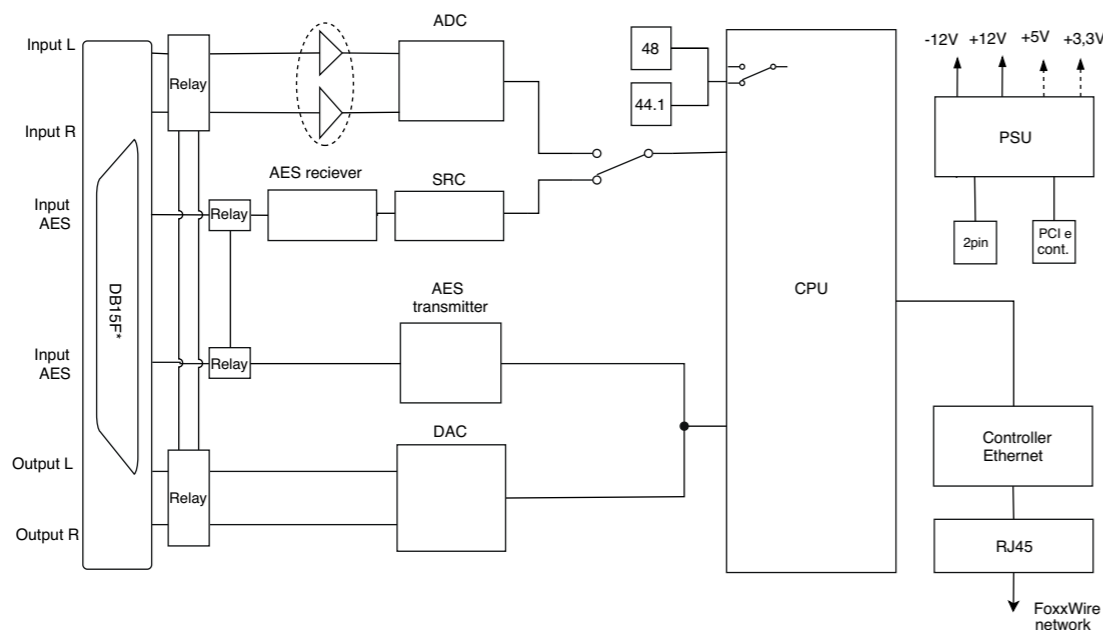 ADC
Input L
Relay
Input R
48
44.1
-12V
+12V
+5V
+3,3V
PSU
2pin
PCI e
cont.
Input
AES
Relay
AES reciever
SRC
DB15F*
CPU
AES
transmitter
Input
AES
Relay
DAC
Output L
Relay
Output R
Controller
Ethernet
RJ45
FoxxWire
network